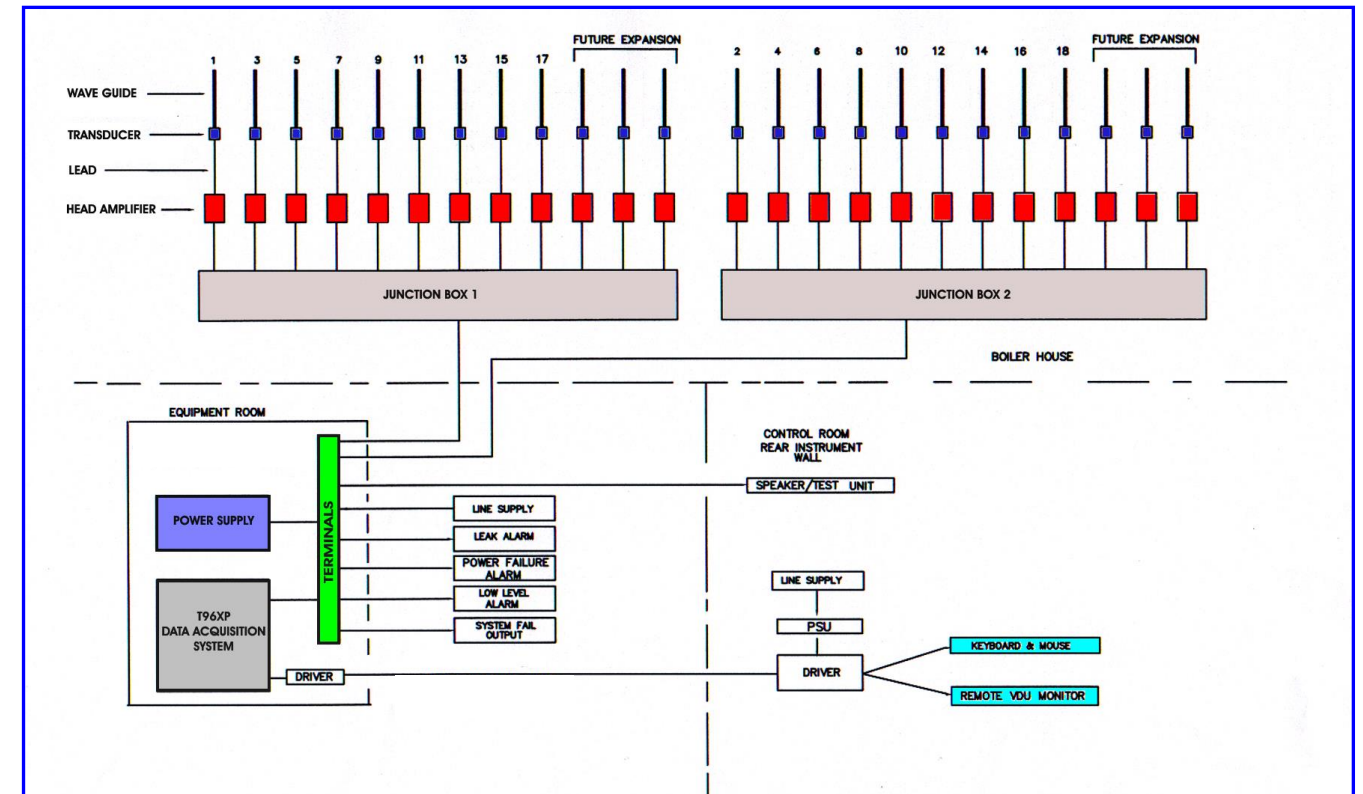 FUTURE EXPANSION
FUTURE EXPANSION
1 3 5 7 9 11 13 15 17
2 4 6 8 10 12 14 16 18
WAVE GUIDE
TRANSDUCER
LEAD
HEAD AMPLIFIER
JUNCTION BOX 1
JUNCTION BOX 2
BOILER HOUSE
EQUIPMENT ROOM
POWER SUPPLY
T96XP
DATA ACQUISITION
SYSTEM
TERMINALS
DRIVER
LINE SUPPLY
LEAK ALARM
POWER FAILURE
ALARM
LOW LEVEL
ALARM
SYSTEM FAIL
OUTPUT
CONTROL ROOM
REAR INSTRUMENT
WALL
SPEAKER/TEST UNIT
LINE SUPPLY
PSU
DRIVER
KEYBOARD & MOUSE
REMOTE VDU MONITOR